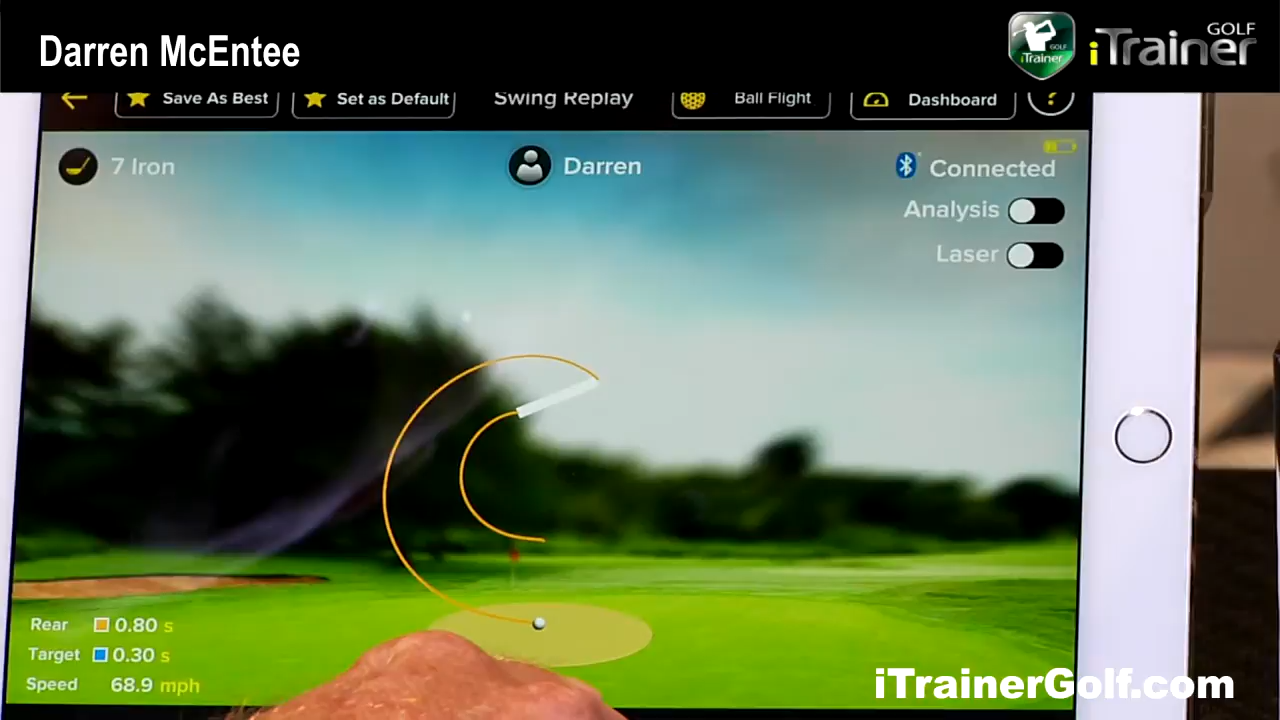 Darren McEntee
GOLF
iTrainer
GOLF
iTrainer
Save As Best
Set as Default
Swing Replay
Ball Flight
Dashboard
?
7 Iron
Darren
Connected
Analysis
Laser
Rear 0.80 s
Target 0.30 s
Speed 68.9 mph
iTrainerGolf.com